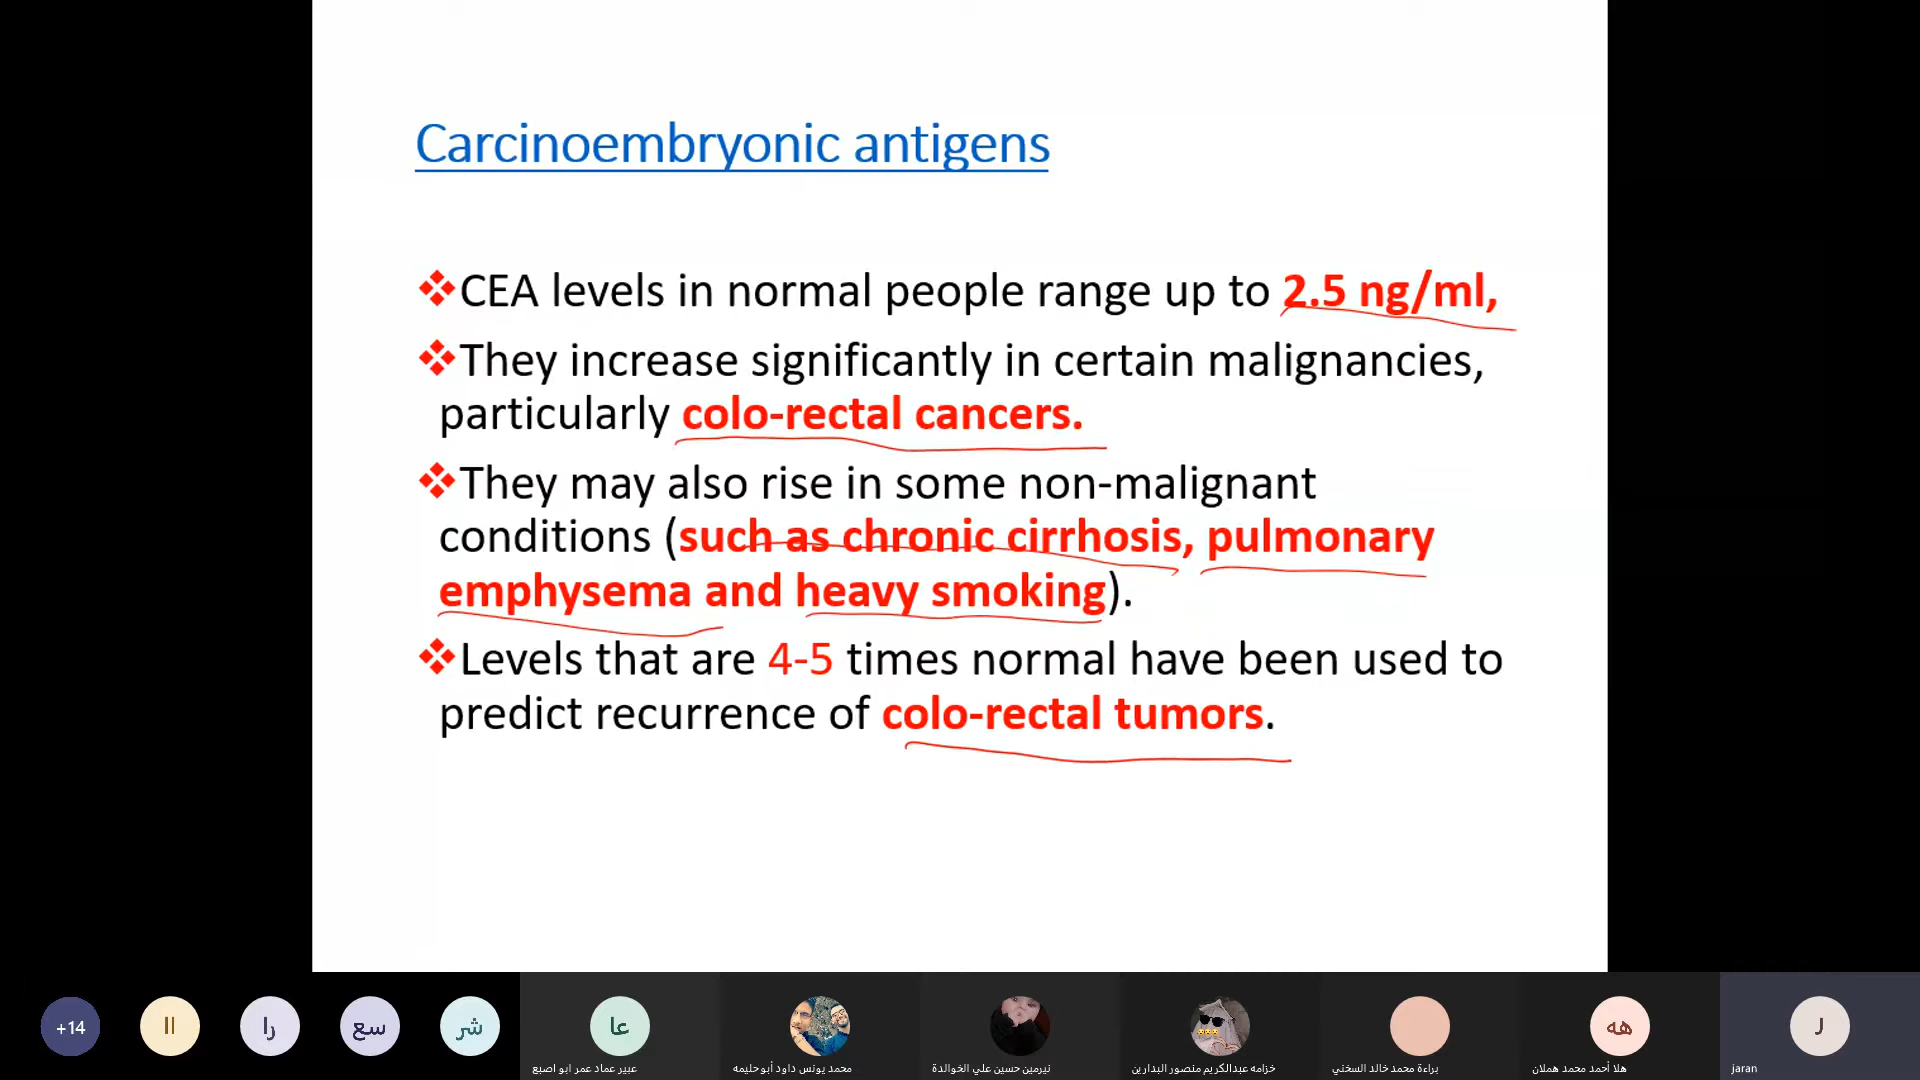 Carcinoembryonic antigens
❖CEA levels in normal people range up to 2.5 ng/ml,
❖They increase significantly in certain malignancies,
particularly colo-rectal cancers.
❖They may also rise in some non-malignant
conditions (such as chronic cirrhosis, pulmonary
emphysema and heavy smoking).
❖Levels that are 4-5 times normal have been used to
predict recurrence of colo-rectal tumors.
+14
اا
را
سع
شر
عا
هه
J
عبير عماد عمر ابو اصبع
محمد يونس داود أبوحليمه
نيرمين حسين علي الخوالدة
خزامه عبدالكريم منصور البدارين
براءة محمد خالد السخني
هلا أحمد محمد هملان
jaran